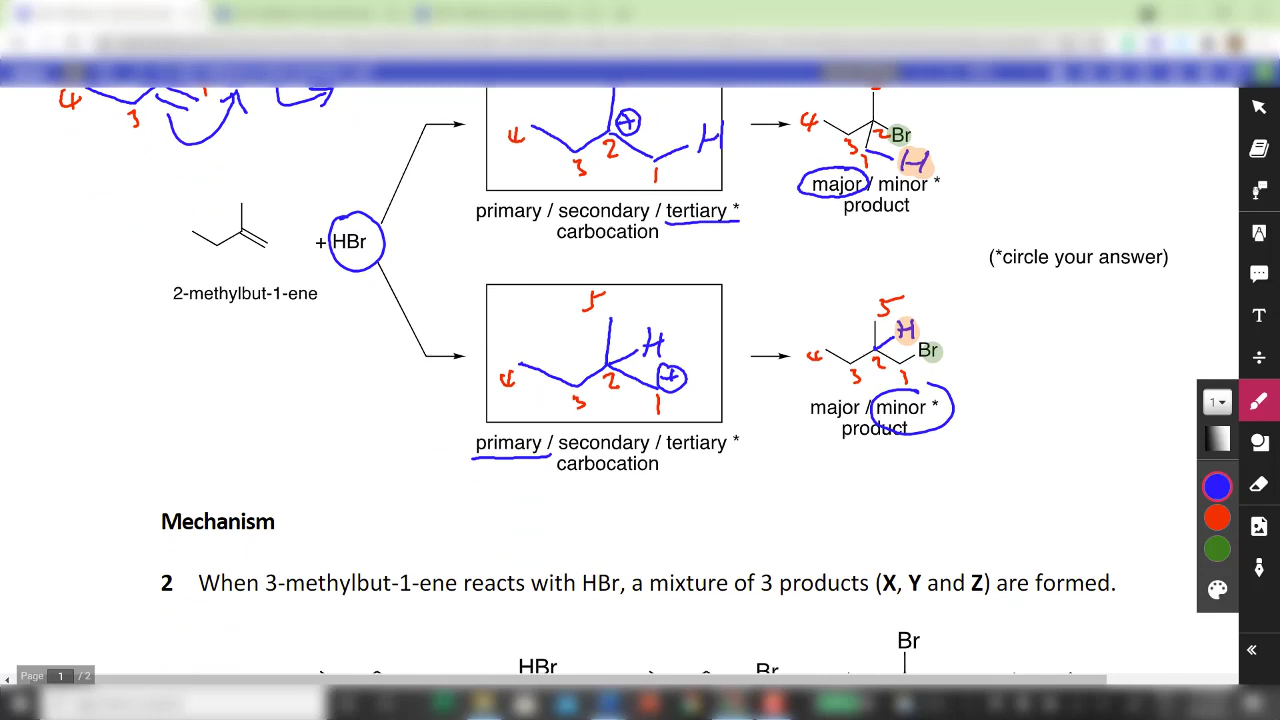 4
3
1
4
3
2
1
H
+
4
3
2
1
Br
H
major / minor *
product
primary / secondary / tertiary *
carbocation
+ HBr
2-methylbut-1-ene
(*circle your answer)
5
H
+
4
3
2
1
5
H
Br
4
3
2
1
major / minor *
product
primary / secondary / tertiary *
carbocation
Mechanism
2 When 3-methylbut-1-ene reacts with HBr, a mixture of 3 products (X, Y and Z) are formed.
Br
HBr
Br
Page 1 / 2
1
T